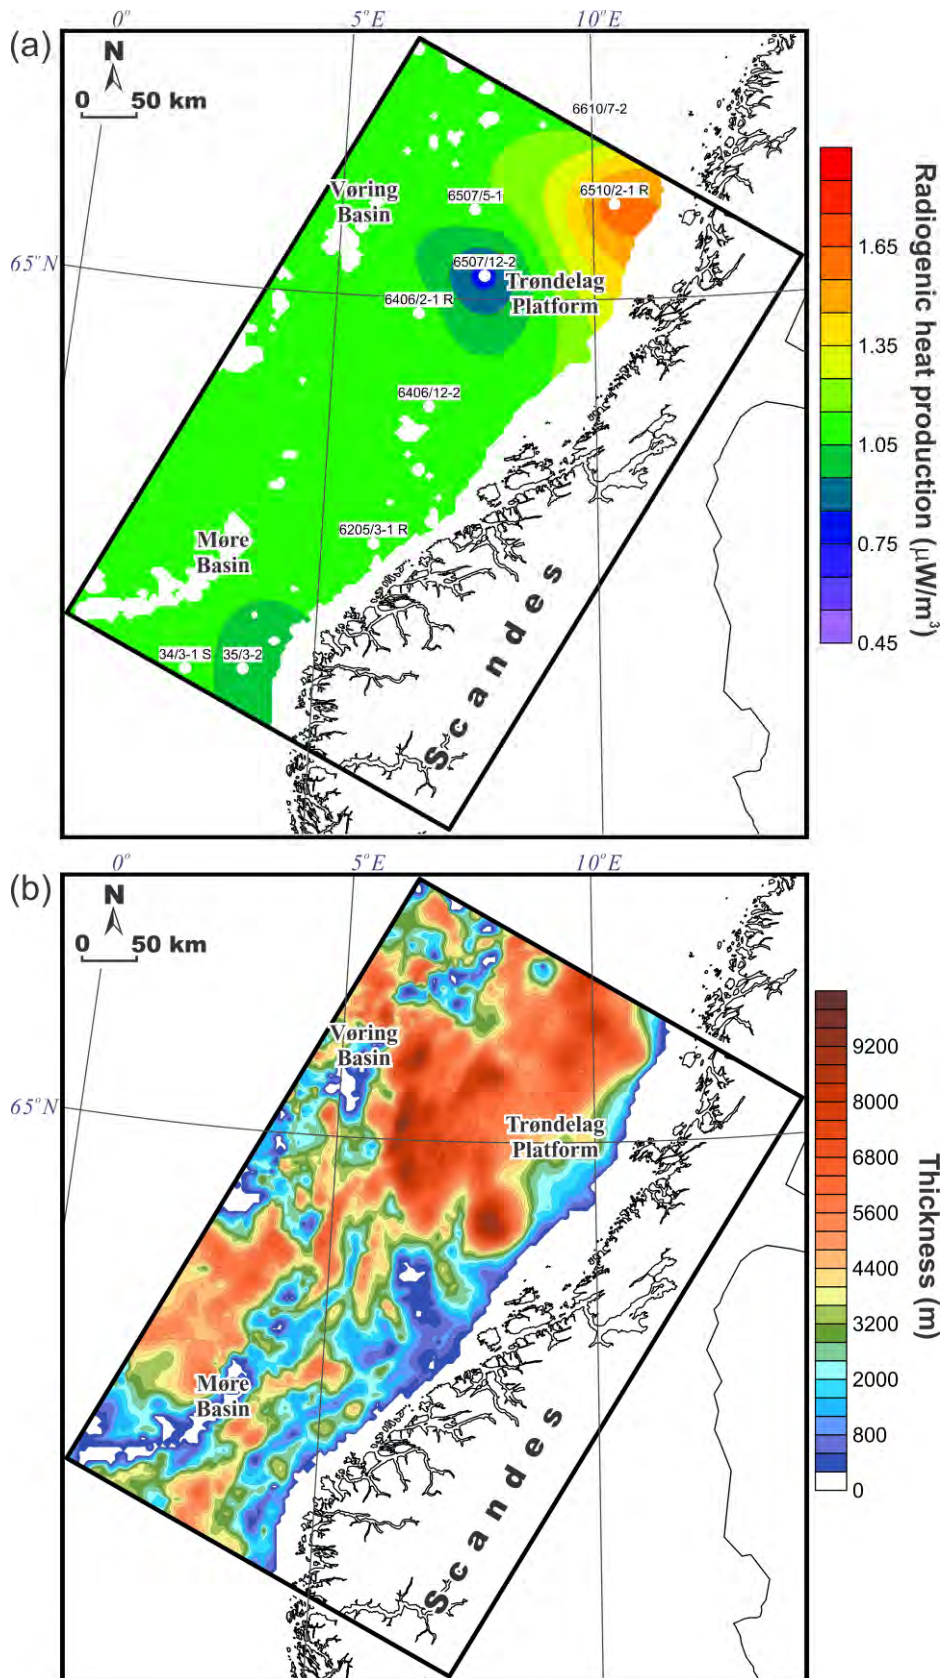 0°
5°E
10°E
(a)
N
0 50 km
6610/7-2
Vøring
Basin
6507/5-1
6510/2-1 R
65°N
6507/12-2
Trøndelag
Platform
6406/2-1 R
6406/12-2
6205/3-1 R
Møre
Basin
34/3-1 S
35/3-2
Scandes
1.65
1.35
1.05
0.75
0.45
Radiogenic heat production (μW/m³)
0°
5°E
10°E
(b)
N
0 50 km
Vøring
Basin
65°N
Trøndelag
Platform
Møre
Basin
Scandes
9200
8000
6800
5600
4400
3200
2000
800
0
Thickness (m)